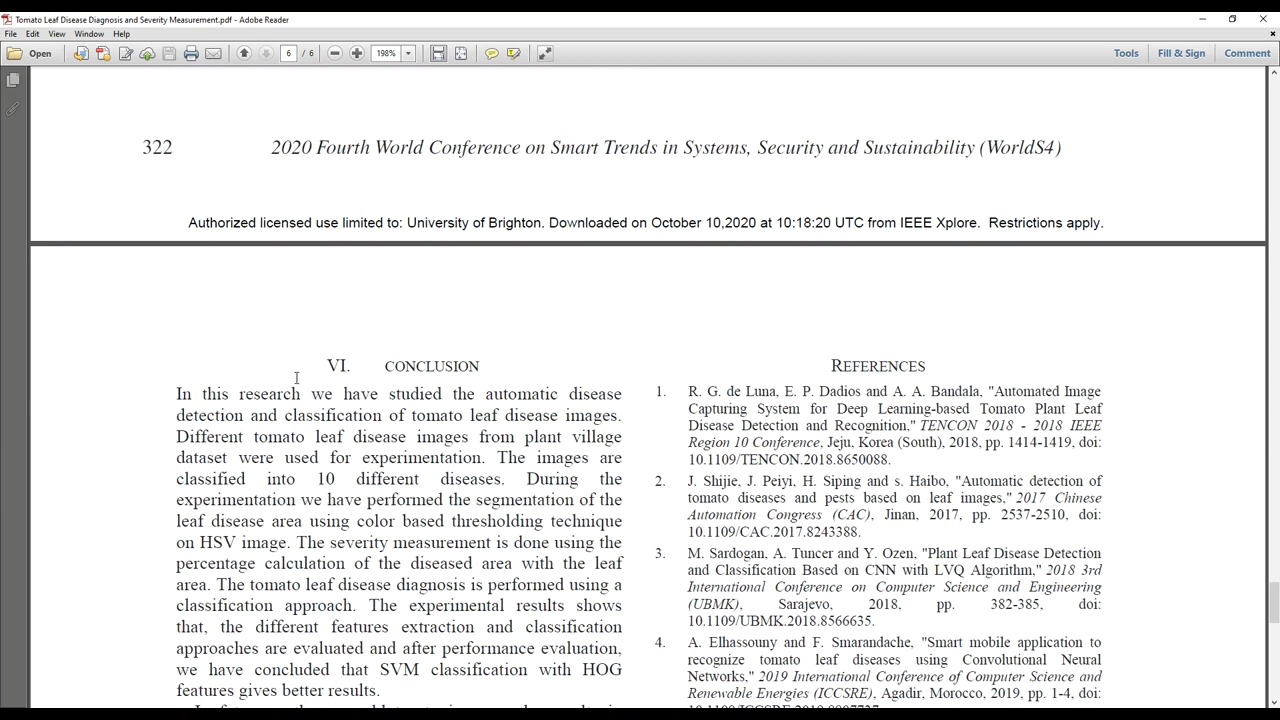 Tomato Leaf Disease Diagnosis and Severity Measurement.pdf - Adobe Reader
File Edit View Window Help
Open 6 / 6 198% Tools Fill & Sign Comment
322 2020 Fourth World Conference on Smart Trends in Systems, Security and Sustainability (WorldS4)
Authorized licensed use limited to: University of Brighton. Downloaded on October 10,2020 at 10:18:20 UTC from IEEE Xplore. Restrictions apply.
VI. CONCLUSION
In this research we have studied the automatic disease
detection and classification of tomato leaf disease images.
Different tomato leaf disease images from plant village
dataset were used for experimentation. The images are
classified into 10 different diseases. During the
experimentation we have performed the segmentation of the
leaf disease area using color based thresholding technique
on HSV image. The severity measurement is done using the
percentage calculation of the diseased area with the leaf
area. The tomato leaf disease diagnosis is performed using a
classification approach. The experimental results shows
that, the different features extraction and classification
approaches are evaluated and after performance evaluation,
we have concluded that SVM classification with HOG
features gives better results.
REFERENCES
1. R. G. de Luna, E. P. Dadios and A. A. Bandala, "Automated Image
Capturing System for Deep Learning-based Tomato Plant Leaf
Disease Detection and Recognition," TENCON 2018 - 2018 IEEE
Region 10 Conference, Jeju, Korea (South), 2018, pp. 1414-1419, doi:
10.1109/TENCON.2018.8650088.
2. J. Shijie, J. Peiyi, H. Siping and s. Haibo, "Automatic detection of
tomato diseases and pests based on leaf images," 2017 Chinese
Automation Congress (CAC), Jinan, 2017, pp. 2537-2510, doi:
10.1109/CAC.2017.8243388.
3. M. Sardogan, A. Tuncer and Y. Ozen, "Plant Leaf Disease Detection
and Classification Based on CNN with LVQ Algorithm," 2018 3rd
International Conference on Computer Science and Engineering
(UBMK), Sarajevo, 2018, pp. 382-385, doi:
10.1109/UBMK.2018.8566635.
4. A. Elhassouny and F. Smarandache, "Smart mobile application to
recognize tomato leaf diseases using Convolutional Neural
Networks," 2019 International Conference of Computer Science and
Renewable Energies (ICCSRE), Agadir, Morocco, 2019, pp. 1-4, doi: